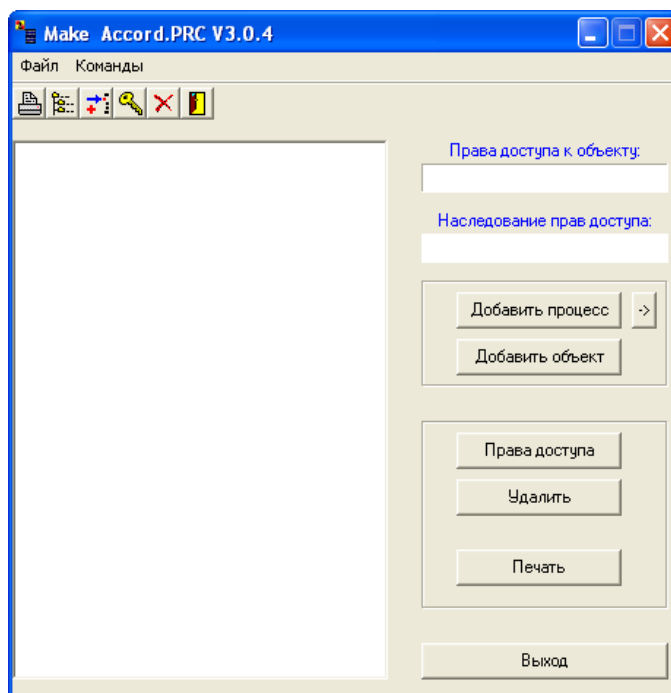 Make Accord.PRC V3.0.4
Файл Команды
Права доступа к объекту:
Наследование прав доступа:
Добавить процесс ->
Добавить объект
Права доступа
Удалить
Печать
Выход